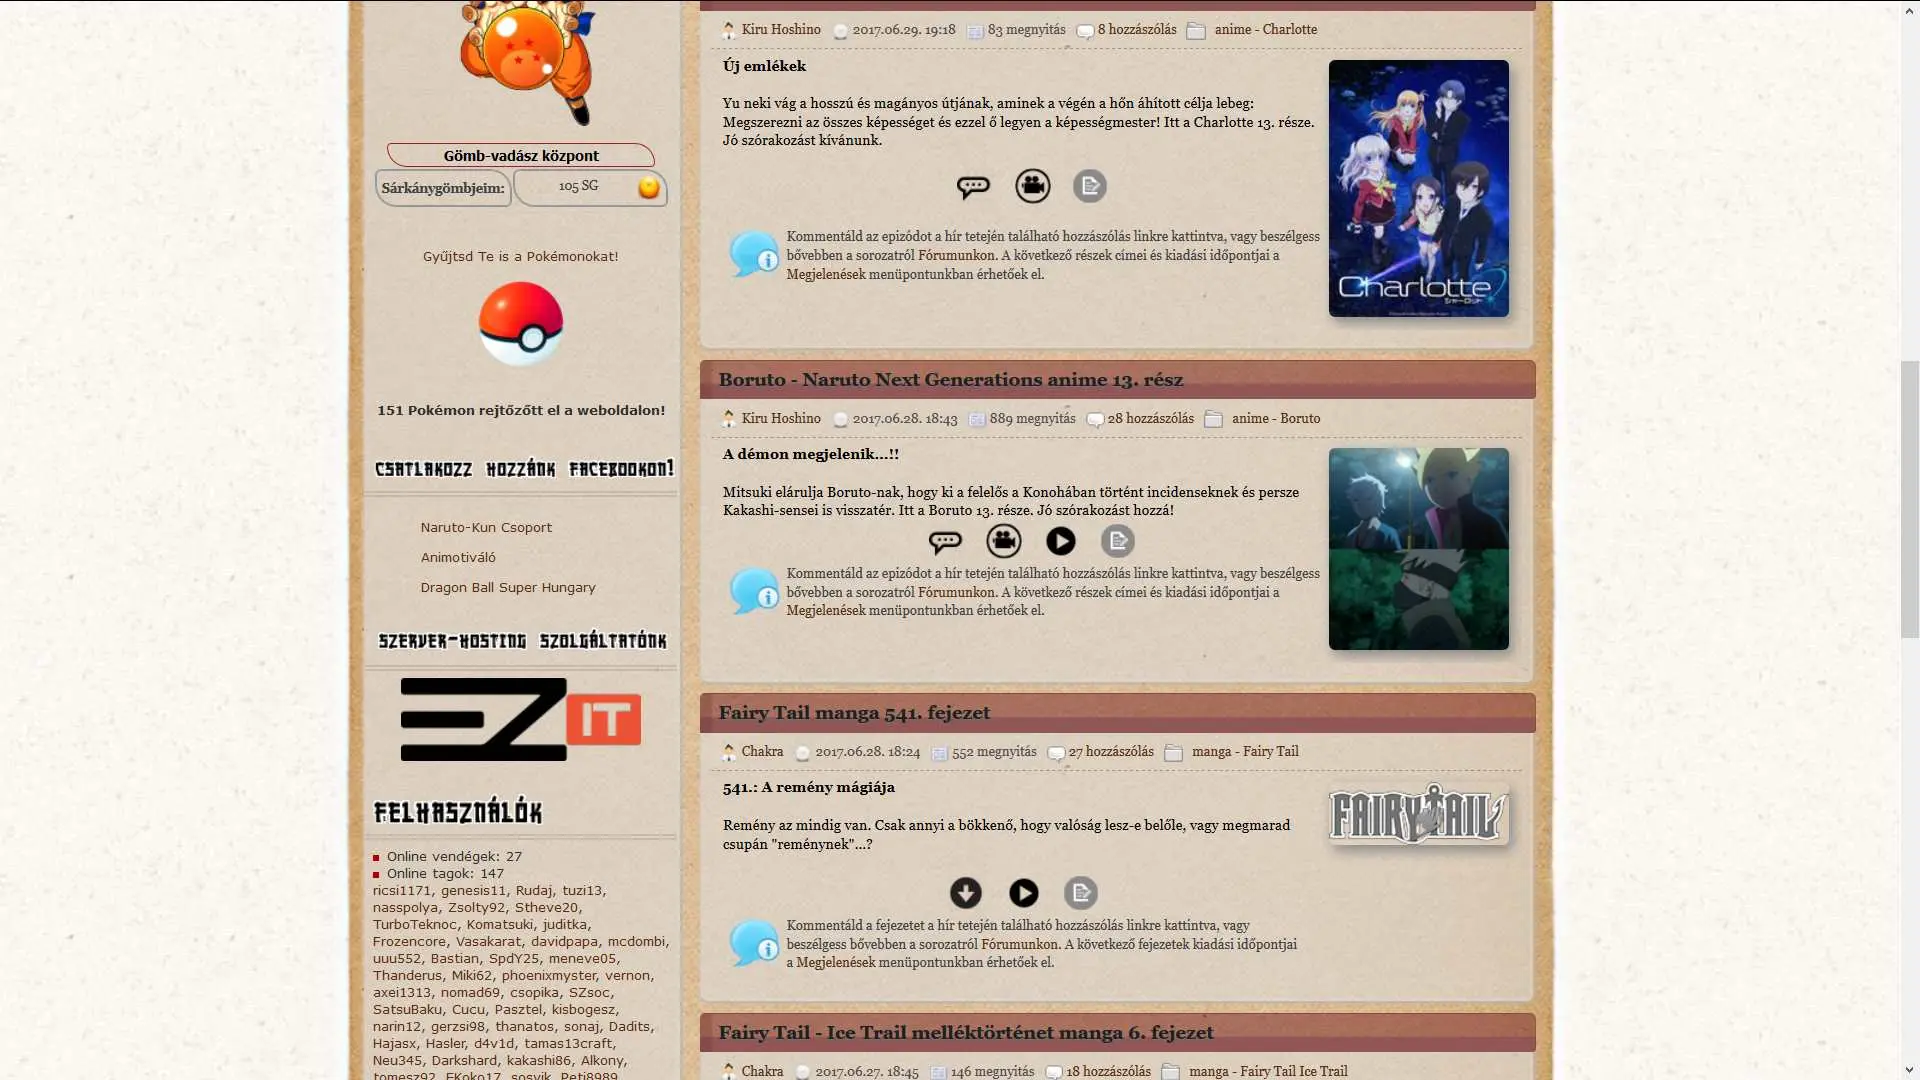 Gömb-vadász központ
Sárkánygömbjeim:
105 SG
Gyűjtsd Te is a Pokémonokat!
151 Pokémon rejtőzőtt el a weboldalon!
CSATLAKOZZ HOZZÁNK FACEBOOKON!
Naruto-Kun Csoport
Animotiváló
Dragon Ball Super Hungary
SZERVER-HOSTING SZOLGÁLTATÓNK
EZ IT
FELHASZNÁLÓK
Online vendégek: 27
Online tagok: 147
ricsi1171, genesis11, Rudaj, tuzi13,
nasspolya, Zsolty92, Stheve20,
TurboTeknoc, Komatsuki, juditka,
Frozencore, Vasakarat, davidpapa, mcdombi,
uuu552, Bastian, SpdY25, meneve05,
Thanderus, Miki62, phoenixmyster, vernon,
axei1313, nomad69, csopika, SZsoc,
SatsuBaku, Cucu, Pasztel, kisbogesz,
narin12, gerzsi98, thanatos, sonaj, Dadits,
Hajasx, Hasler, d4v1d, tamas13craft,
Neu345, Darkshard, kakashi86, Alkony,
tomesz92, FKoko17, sosvik, Peti8989
Kiru Hoshino 2017.06.29. 19:18 83 megnyitás 8 hozzászólás anime - Charlotte
Új emlékek
Yu neki vág a hosszú és magányos útjának, aminek a végén a hőn áhított célja lebeg:
Megszerezni az összes képességet és ezzel ő legyen a képességmester! Itt a Charlotte 13. része.
Jó szórakozást kívánunk.
Kommentáld az epizódot a hír tetején található hozzászólás linkre kattintva, vagy beszélgess
bővebben a sorozatról Fórumunkon. A következő részek címei és kiadási időpontjai a
Megjelenések menüpontunkban érhetőek el.
Charlotte
シャーロット
Boruto - Naruto Next Generations anime 13. rész
Kiru Hoshino 2017.06.28. 18:43 889 megnyitás 28 hozzászólás anime - Boruto
A démon megjelenik...!!
Mitsuki elárulja Boruto-nak, hogy ki a felelős a Konohában történt incidenseknek és persze
Kakashi-sensei is visszatér. Itt a Boruto 13. része. Jó szórakozást hozzá!
Kommentáld az epizódot a hír tetején található hozzászólás linkre kattintva, vagy beszélgess
bővebben a sorozatról Fórumunkon. A következő részek címei és kiadási időpontjai a
Megjelenések menüpontunkban érhetőek el.
Fairy Tail manga 541. fejezet
Chakra 2017.06.28. 18:24 552 megnyitás 27 hozzászólás manga - Fairy Tail
541.: A remény mágiája
Remény az mindig van. Csak annyi a bökkenő, hogy valóság lesz-e belőle, vagy megmarad
csupán "reménynek"...?
FAIRY TAIL
Kommentáld a fejezetet a hír tetején található hozzászólás linkre kattintva, vagy
beszélgess bővebben a sorozatról Fórumunkon. A következő fejezetek kiadási időpontjai
a Megjelenések menüpontunkban érhetőek el.
Fairy Tail - Ice Trail melléktörténet manga 6. fejezet
Chakra 2017.06.27. 18:45 146 megnyitás 18 hozzászólás manga - Fairy Tail Ice Trail